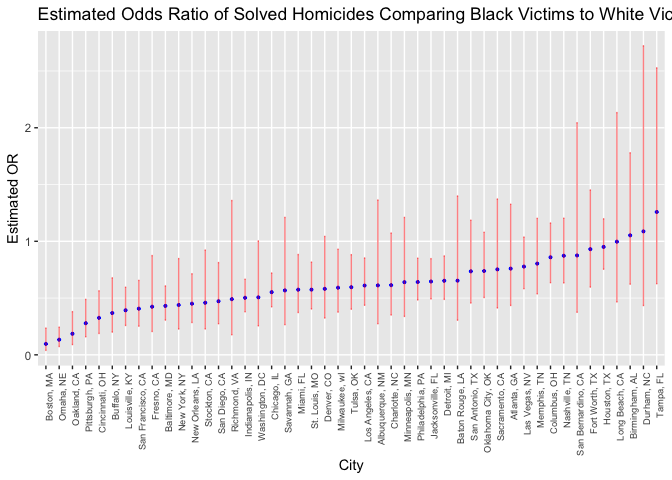 Estimated Odds Ratio of Solved Homicides Comparing Black Victims to White Vic
2
1
0
Estimated OR
Boston, MA
Omaha, NE
Oakland, CA
Pittsburgh, PA
Cincinnati, OH
Buffalo, NY
Louisville, KY
San Francisco, CA
Fresno, CA
Baltimore, MD
New York, NY
New Orleans, LA
Stockton, CA
San Diego, CA
Richmond, VA
Indianapolis, IN
Washington, DC
Chicago, IL
Savannah, GA
Miami, FL
St. Louis, MO
Denver, CO
Milwaukee, wI
Tulsa, OK
Los Angeles, CA
Albuquerque, NM
Charlotte, NC
Minneapolis, MN
Philadelphia, PA
Jacksonville, FL
Detroit, MI
Baton Rouge, LA
San Antonio, TX
Oklahoma City, OK
Sacramento, CA
Atlanta, GA
Las Vegas, NV
Memphis, TN
Columbus, OH
Nashville, TN
San Bernardino, CA
Fort Worth, TX
Houston, TX
Long Beach, CA
Birmingham, AL
Durham, NC
Tampa, FL
City